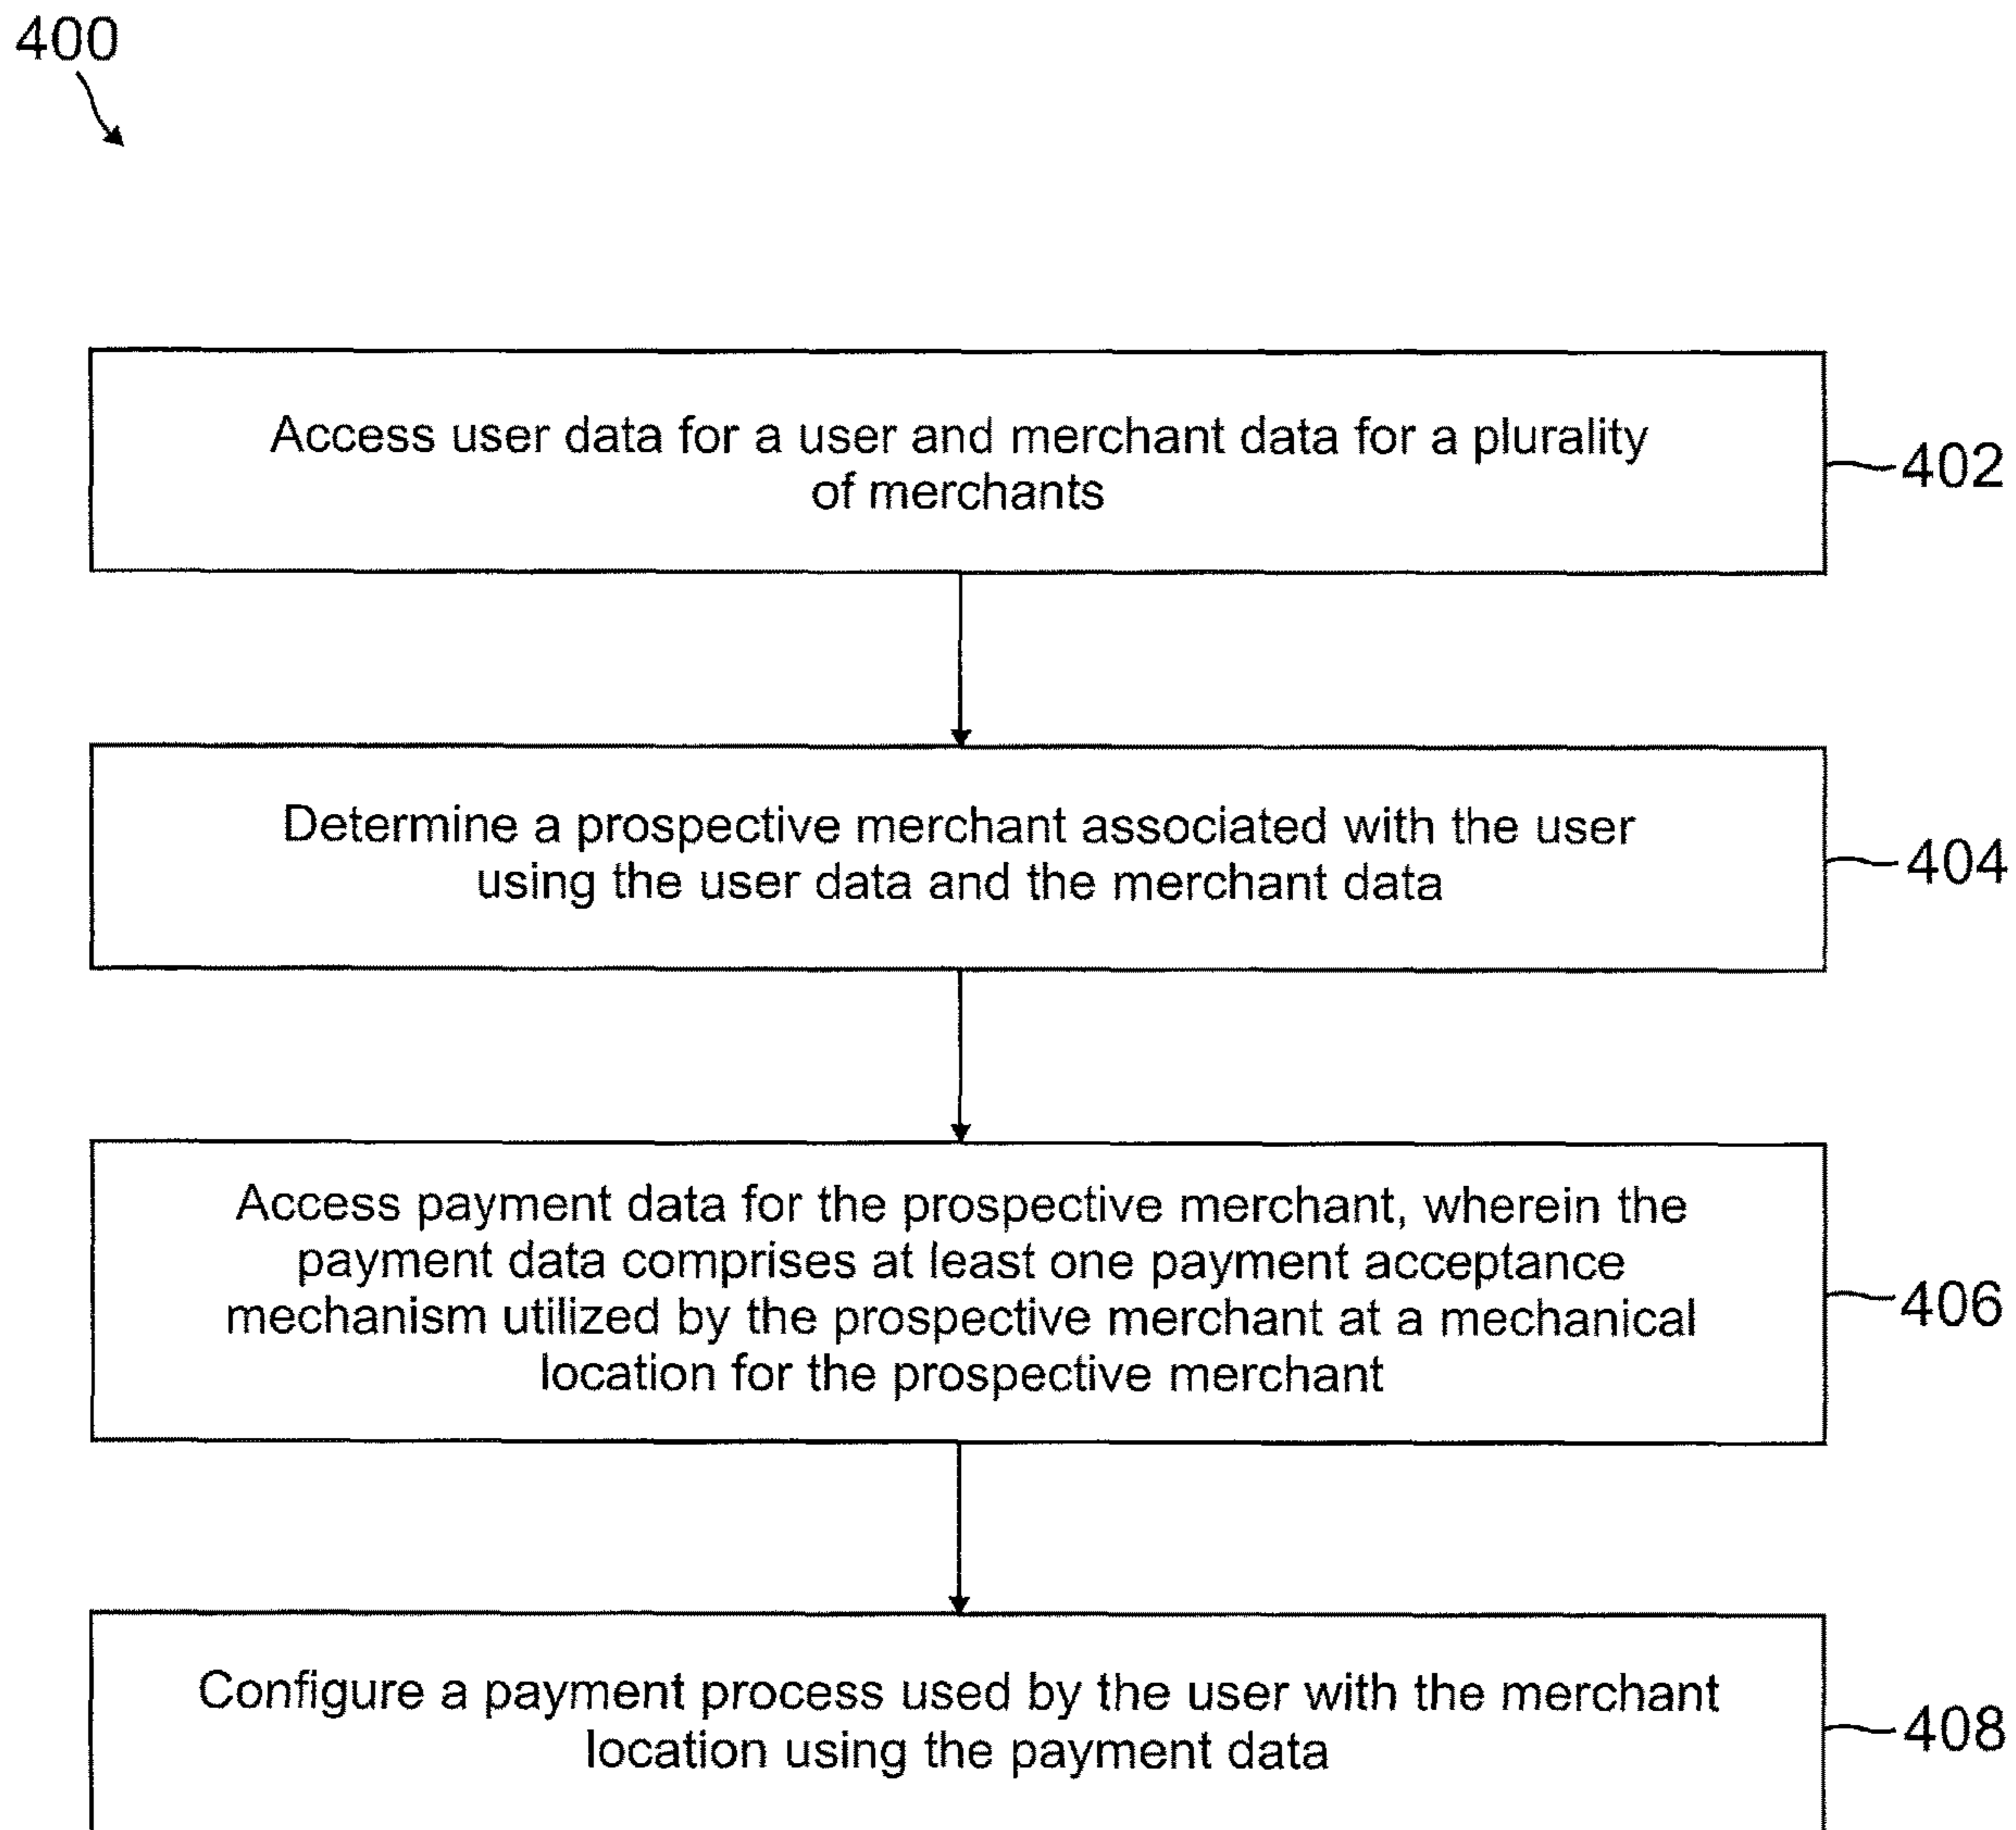 400
Access user data for a user and merchant data for a plurality
of merchants
402
Determine a prospective merchant associated with the user
using the user data and the merchant data
404
Access payment data for the prospective merchant, wherein the
payment data comprises at least one payment acceptance
mechanism utilized by the prospective merchant at a mechanical
location for the prospective merchant
406
Configure a payment process used by the user with the merchant
location using the payment data
408